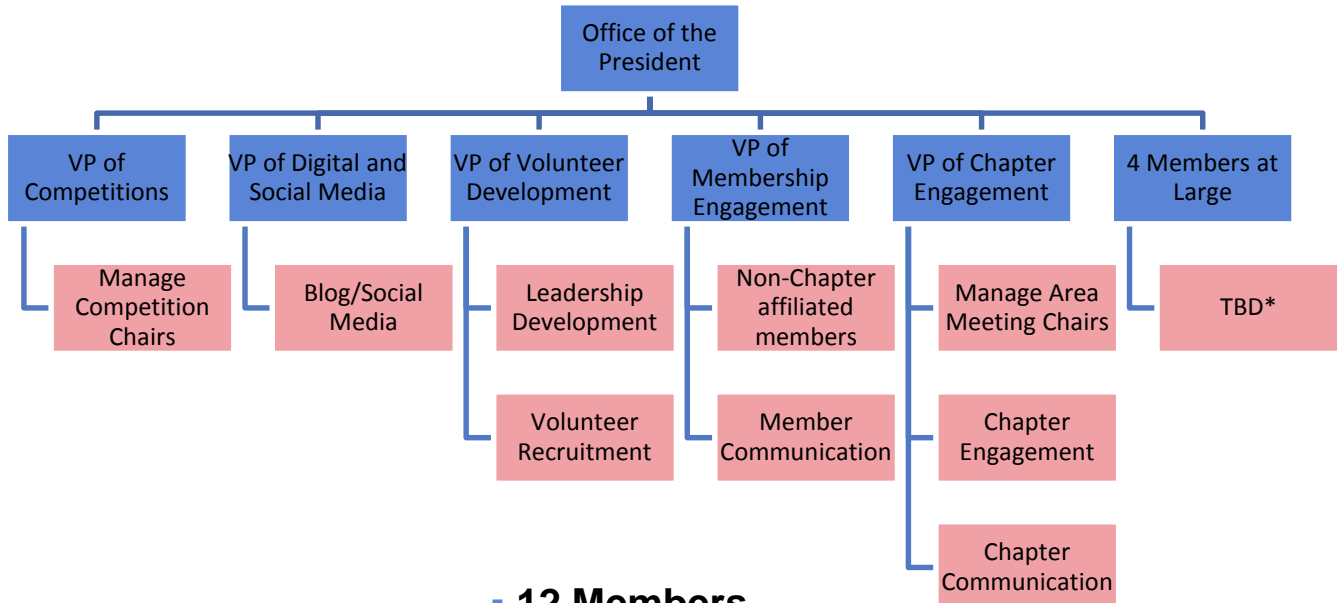 Office of the
President
VP of
Competitions
VP of Digital and
Social Media
VP of Volunteer
Development
VP of
Membership
Engagement
VP of Chapter
Engagement
4 Members at
Large
Manage
Competition
Chairs
Blog/Social
Media
Leadership
Development
Non-Chapter
affiliated
members
Manage Area
Meeting Chairs
TBD*
Volunteer
Recruitment
Member
Communication
Chapter
Engagement
Chapter
Communication
- 12 Members